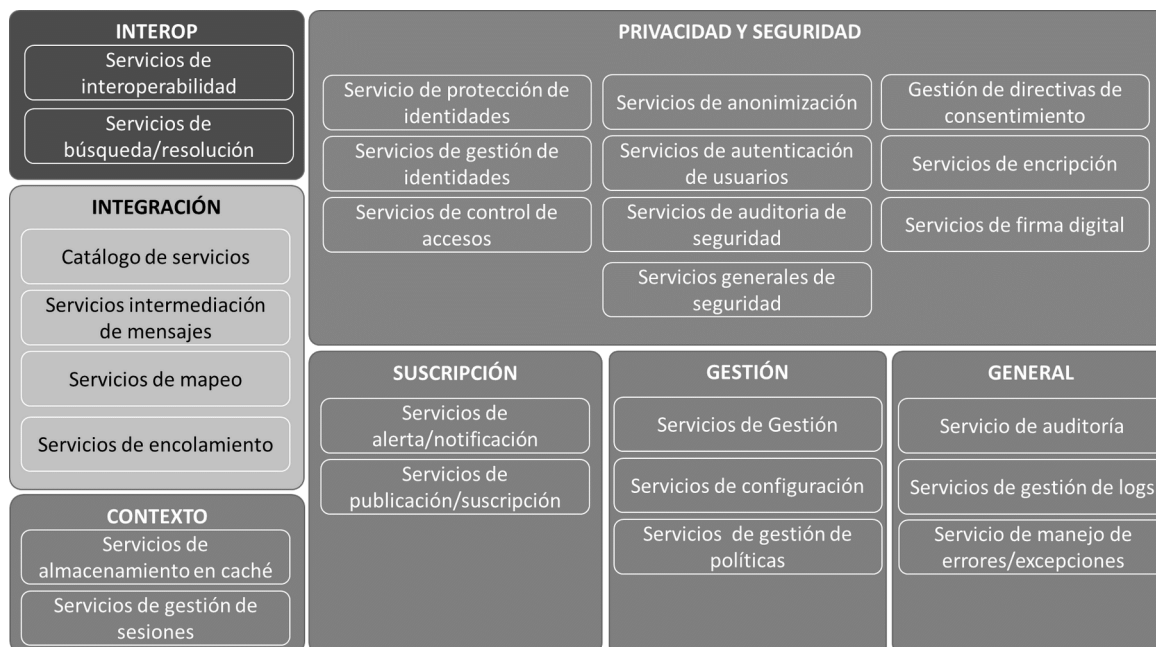 INTEROP
Servicios de
interoperabilidad
Servicios de
búsqueda/resolución
INTEGRACIÓN
Catálogo de servicios
Servicios intermediación
de mensajes
Servicios de mapeo
Servicios de encolamiento
CONTEXTO
Servicios de
almacenamiento en caché
Servicios de gestión de
sesiones
PRIVACIDAD Y SEGURIDAD
Servicio de protección de
identidades
Servicios de gestión de
identidades
Servicios de control de
accesos
Servicios de anonimización
Servicios de autenticación
de usuarios
Servicios de auditoria de
seguridad
Servicios generales de
seguridad
Gestión de directivas de
consentimiento
Servicios de encripción
Servicios de firma digital
SUSCRIPCIÓN
Servicios de
alerta/notificación
Servicios de
publicación/suscripción
GESTIÓN
Servicios de Gestión
Servicios de configuración
Servicios de gestión de
políticas
GENERAL
Servicio de auditoría
Servicios de gestión de logs
Servicio de manejo de
errores/excepciones